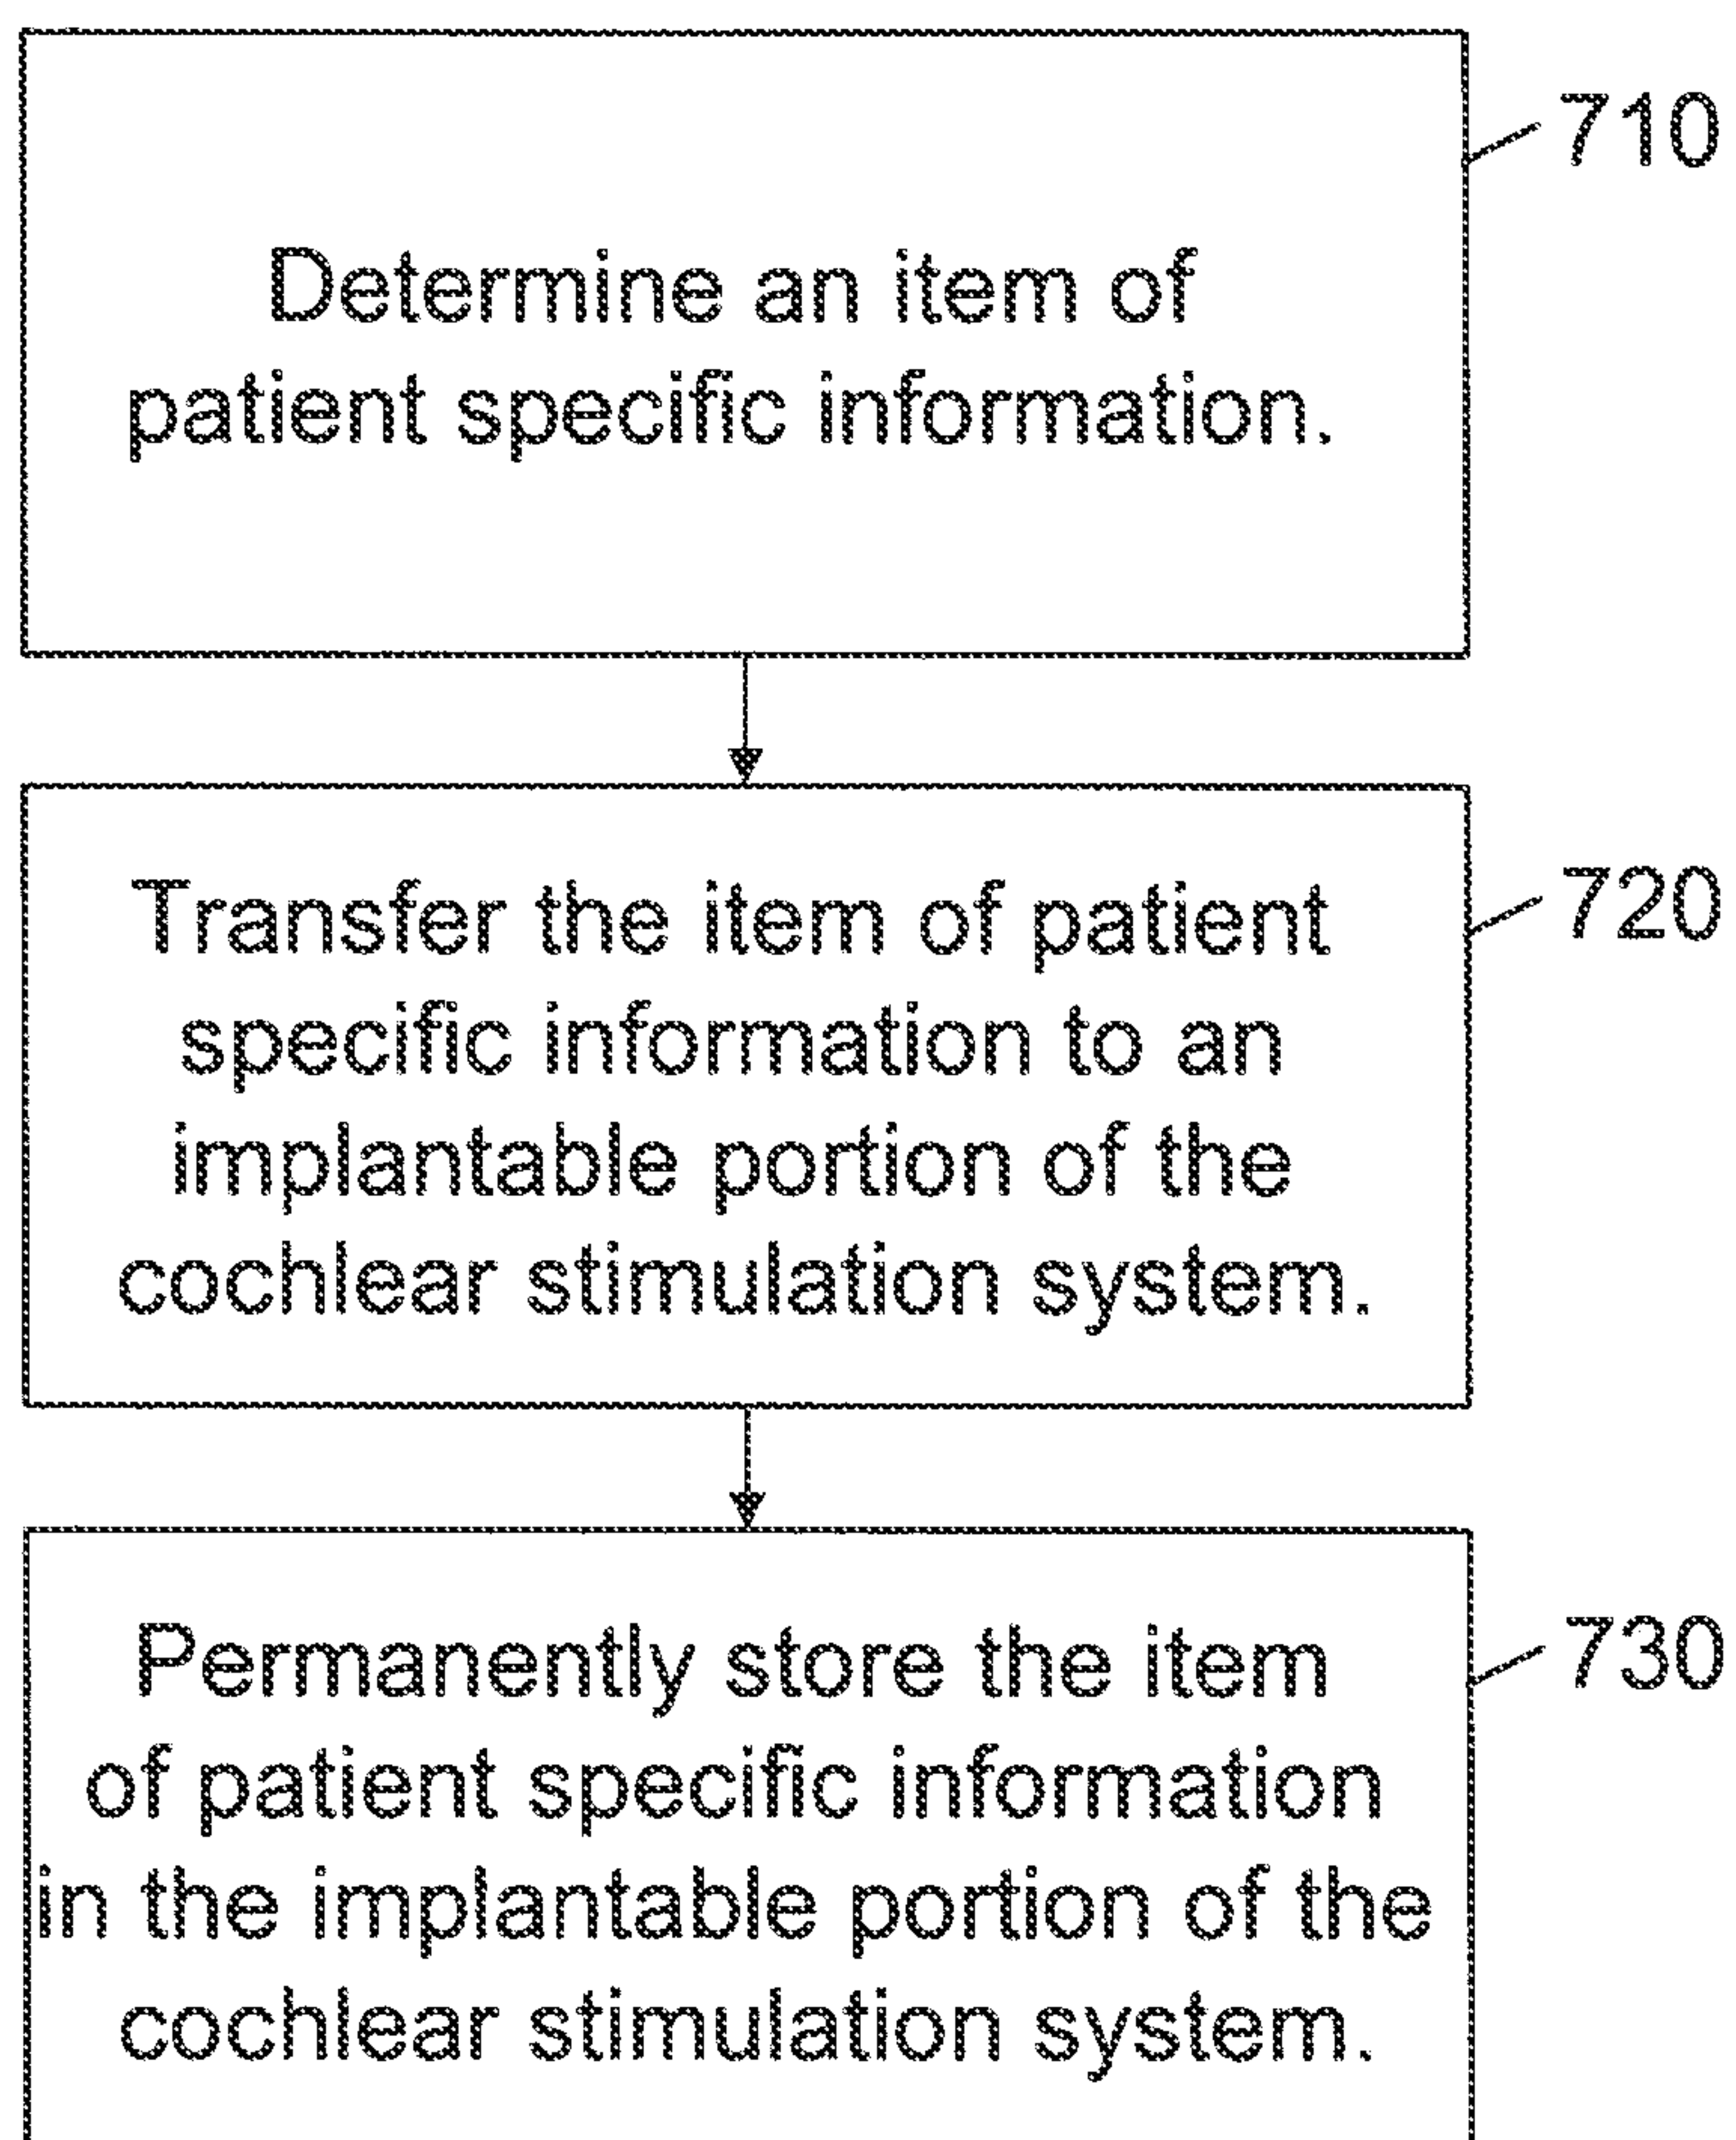 710
Determine an item of
patient specific information.
720
Transfer the item of patient
specific information to an
implantable portion of the
cochlear stimulation system.
730
Permanently store the item
of patient specific information
in the implantable portion of the
cochlear stimulation system.